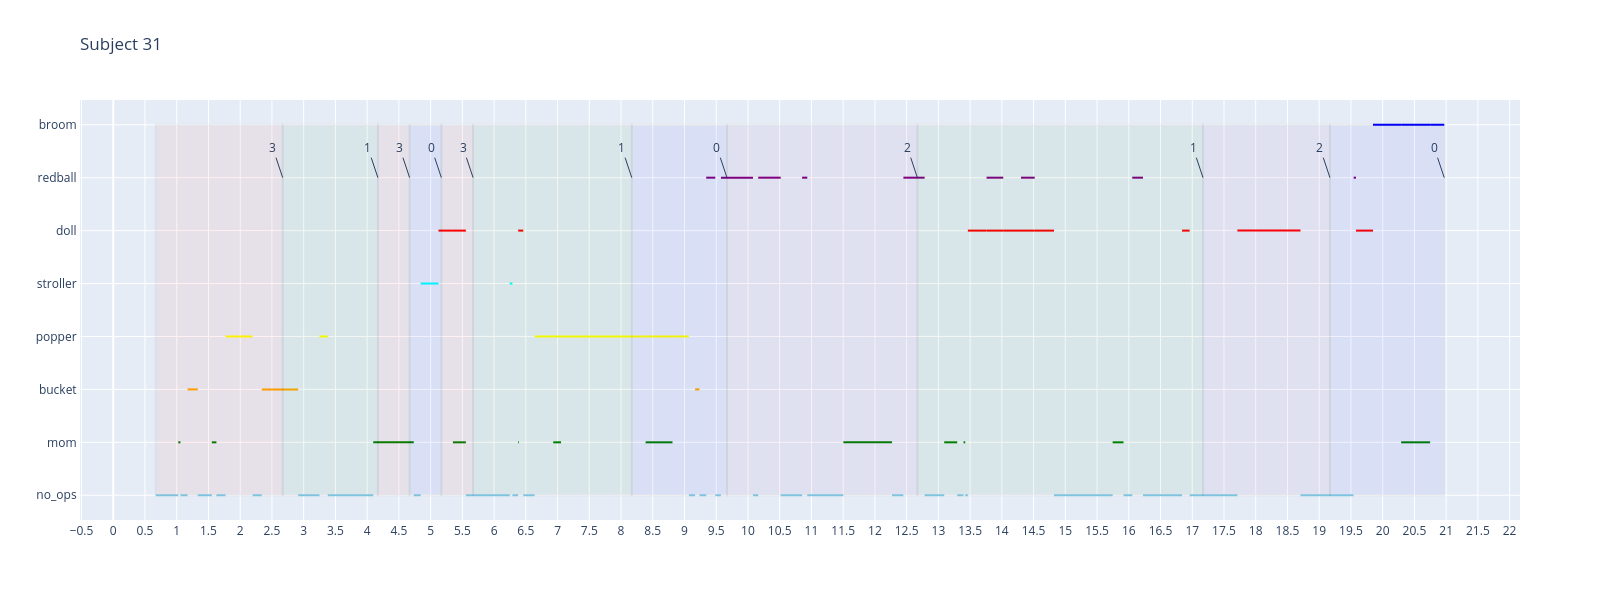 Subject 31
broom
3 1 3 0 3 1 0 2 1 2 0
redball
doll
stroller
popper
bucket
mom
no_ops
−0.5 0 0.5 1 1.5 2 2.5 3 3.5 4 4.5 5 5.5 6 6.5 7 7.5 8 8.5 9 9.5 10 10.5 11 11.5 12 12.5 13 13.5 14 14.5 15 15.5 16 16.5 17 17.5 18 18.5 19 19.5 20 20.5 21 21.5 22